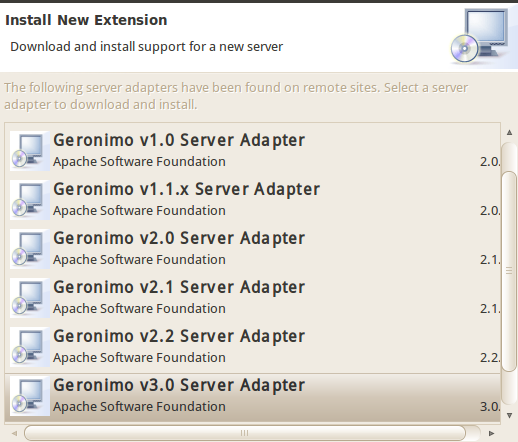 Install New Extension
Download and install support for a new server
The following server adapters have been found on remote sites. Select a server
adapter to download and install.
Geronimo v1.0 Server Adapter
Apache Software Foundation 2.0.
Geronimo v1.1.x Server Adapter
Apache Software Foundation 2.0.
Geronimo v2.0 Server Adapter
Apache Software Foundation 2.1.
Geronimo v2.1 Server Adapter
Apache Software Foundation 2.1.
Geronimo v2.2 Server Adapter
Apache Software Foundation 2.2.
Geronimo v3.0 Server Adapter
Apache Software Foundation 3.0.